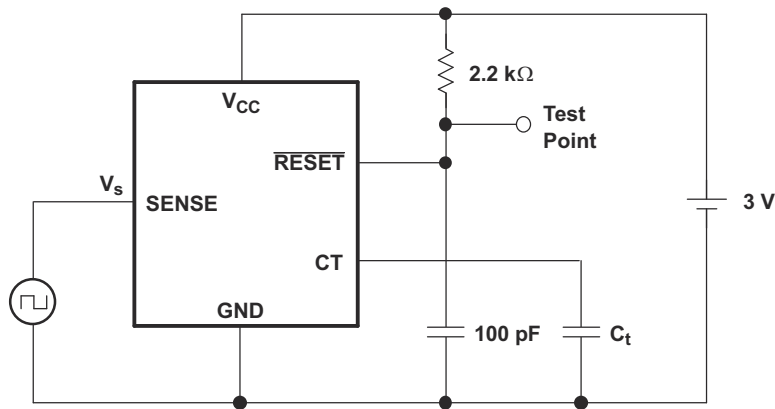 2.2 kΩ
V_CC
Test
Point
RESET
V_s
SENSE
3 V
CT
GND
100 pF
C_t